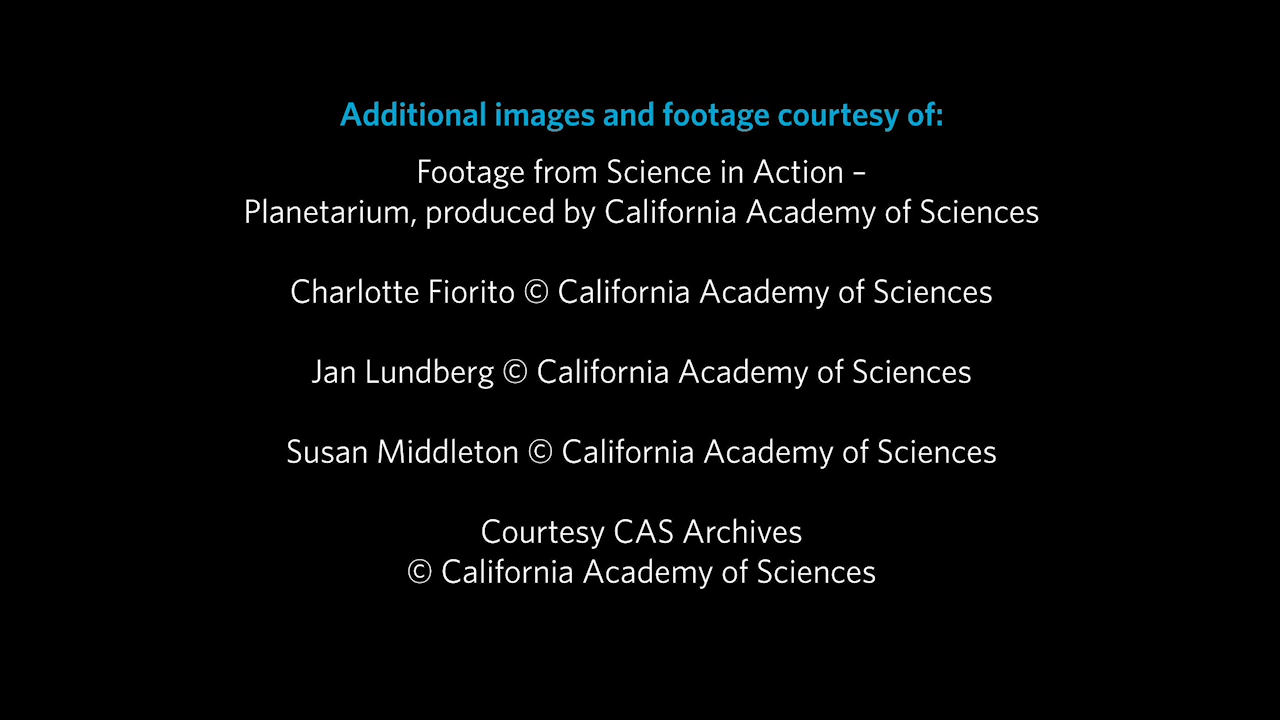 Additional images and footage courtesy of:
Footage from Science in Action –
Planetarium, produced by California Academy of Sciences
Charlotte Fiorito © California Academy of Sciences
Jan Lundberg © California Academy of Sciences
Susan Middleton © California Academy of Sciences
Courtesy CAS Archives
© California Academy of Sciences